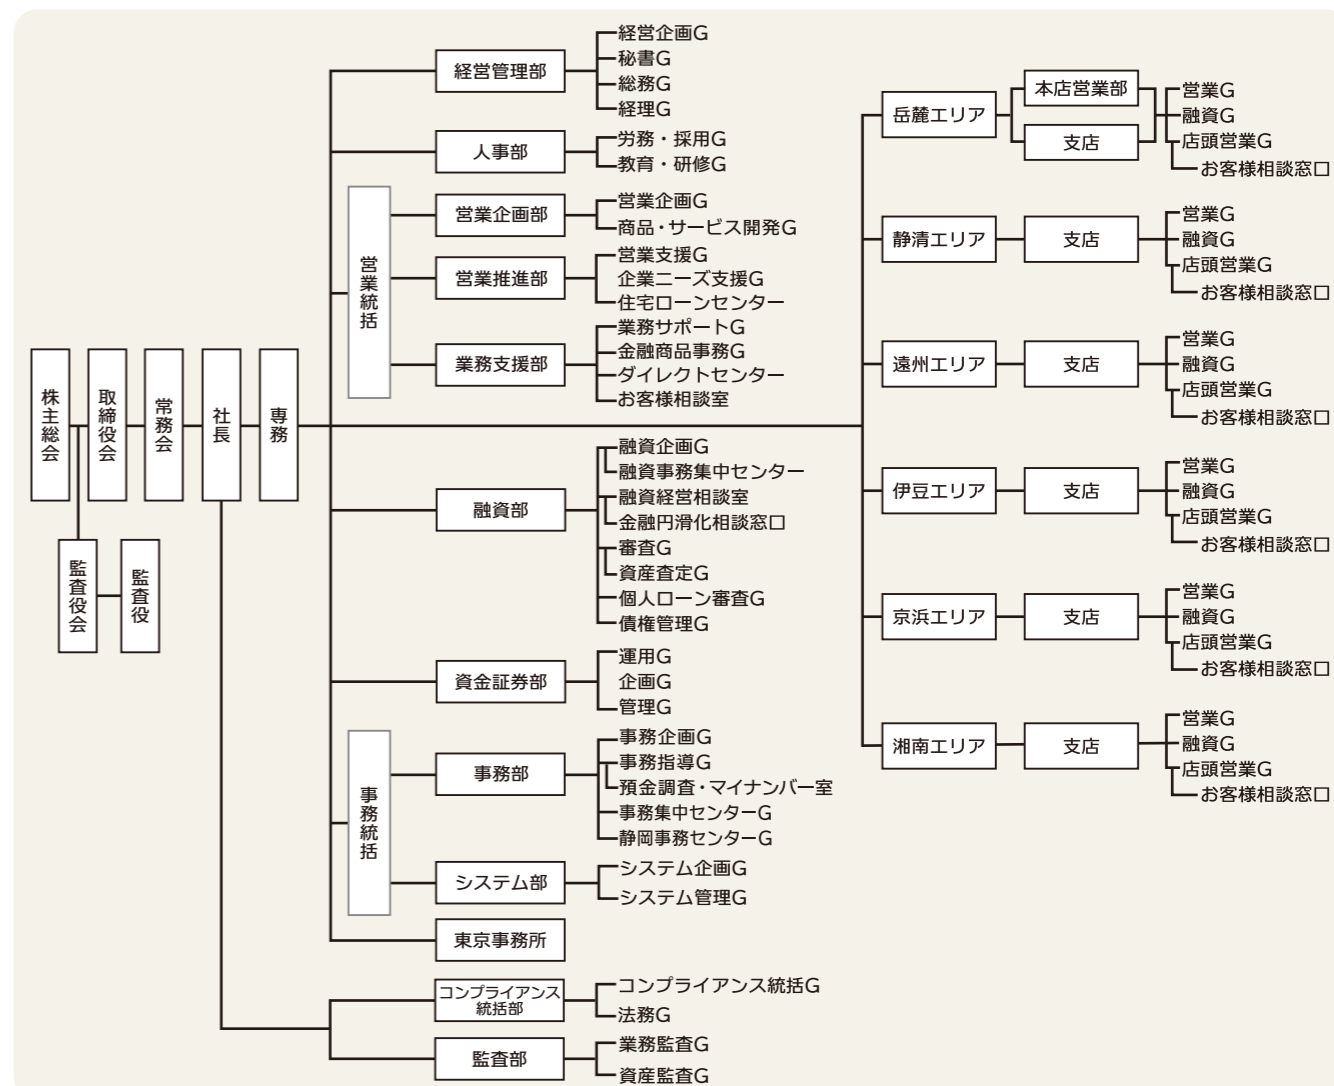 株主総会
取締役会
常務会
社長
専務
監査役会
監査役
経営管理部
経営企画G
秘書G
総務G
経理G
人事部
労務・採用G
教育・研修G
営業統括
営業企画部
営業企画G
商品・サービス開発G
営業推進部
営業支援G
企業ニーズ支援G
住宅ローンセンター
業務支援部
業務サポートG
金融商品事務G
ダイレクトセンター
お客様相談室
融資部
融資企画G
融資事務集中センター
融資経営相談室
金融円滑化相談窓口
審査G
資産査定G
個人ローン審査G
債権管理G
資金証券部
運用G
企画G
管理G
事務統括
事務部
事務企画G
事務指導G
預金調査・マイナンバー室
事務集中センターG
静岡事務センターG
システム部
システム企画G
システム管理G
東京事務所
コンプライアンス
統括部
コンプライアンス統括G
法務G
監査部
業務監査G
資産監査G
岳麓エリア
本店営業部
支店
営業G
融資G
店頭営業G
お客様相談窓口
静清エリア
支店
営業G
融資G
店頭営業G
お客様相談窓口
遠州エリア
支店
営業G
融資G
店頭営業G
お客様相談窓口
伊豆エリア
支店
営業G
融資G
店頭営業G
お客様相談窓口
京浜エリア
支店
営業G
融資G
店頭営業G
お客様相談窓口
湘南エリア
支店
営業G
融資G
店頭営業G
お客様相談窓口